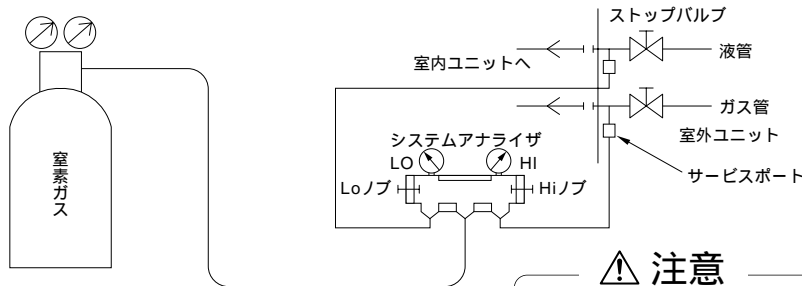 ストップバルブ
液管
室内ユニットへ
ガス管
室外ユニット
システムアナライザ
LO
HI
サービスポート
Loノブ
Hiノブ
窒素ガス
注意